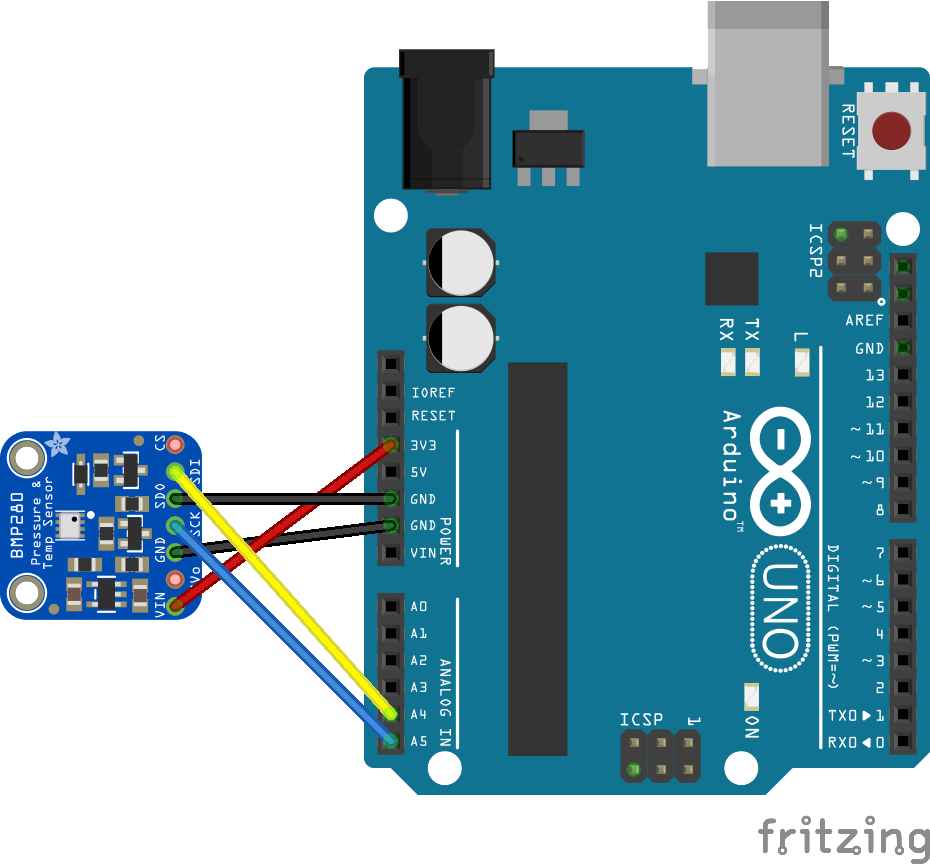 RESET
ICSP2
AREF
GND
13
12
~11
~10
~9
8
RX
TX
L
IOREF
RESET
3V3
5V
GND
GND
VIN
POWER
A0
A1
A2
A3
A4
A5
ANALOG IN
Arduino™
UNO
DIGITAL (PWM=~)
7
~6
~5
4
~3
2
TX0▶1
RX0◀0
ON
ICSP
1
BMP280
Pressure &
Temp Sensor
CS
SDI
SDO
SCK
GND
3Vo
VIN
fritzing